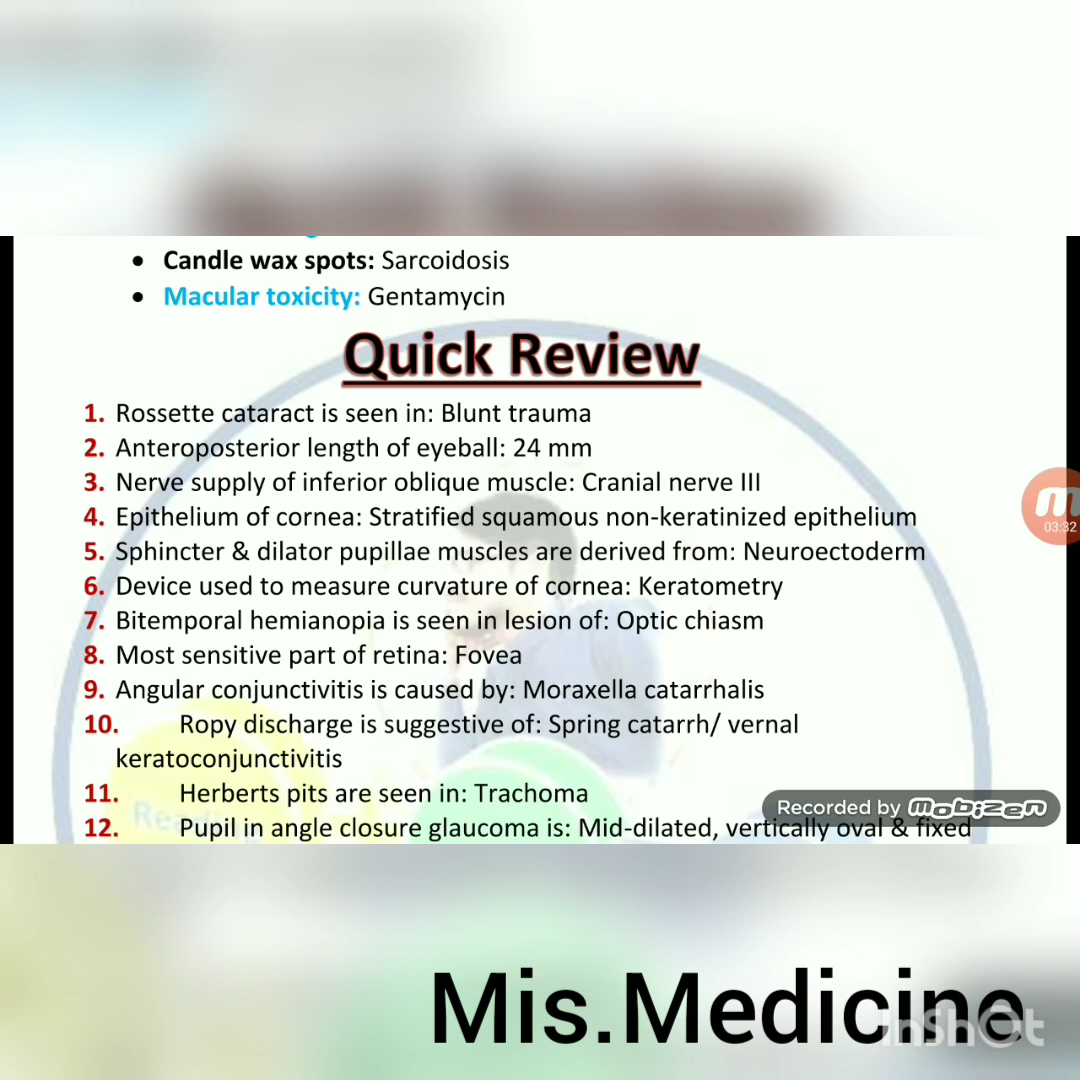 Candle wax spots: Sarcoidosis
Macular toxicity: Gentamycin
Quick Review
1. Rossette cataract is seen in: Blunt trauma
2. Anteroposterior length of eyeball: 24 mm
3. Nerve supply of inferior oblique muscle: Cranial nerve III
4. Epithelium of cornea: Stratified squamous non-keratinized epithelium
5. Sphincter & dilator pupillae muscles are derived from: Neuroectoderm
6. Device used to measure curvature of cornea: Keratometry
7. Bitemporal hemianopia is seen in lesion of: Optic chiasm
8. Most sensitive part of retina: Fovea
9. Angular conjunctivitis is caused by: Moraxella catarrhalis
10. Ropy discharge is suggestive of: Spring catarrh/ vernal
keratoconjunctivitis
11. Herberts pits are seen in: Trachoma
12. Pupil in angle closure glaucoma is: Mid-dilated, vertically oval & fixed
m
03:32
Recorded by mobizen
Mis.Medicine
InShOt